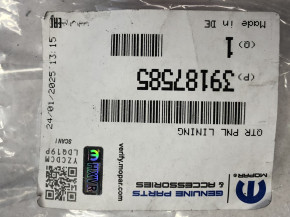 MOPAR®
GENUINE PARTS
& ACCESSORIES
QTR PNL LINING
(P) 39187585
(Q) 1
Made in DE
24/01/2025 13:15
verify.mopar.com
SCAN!